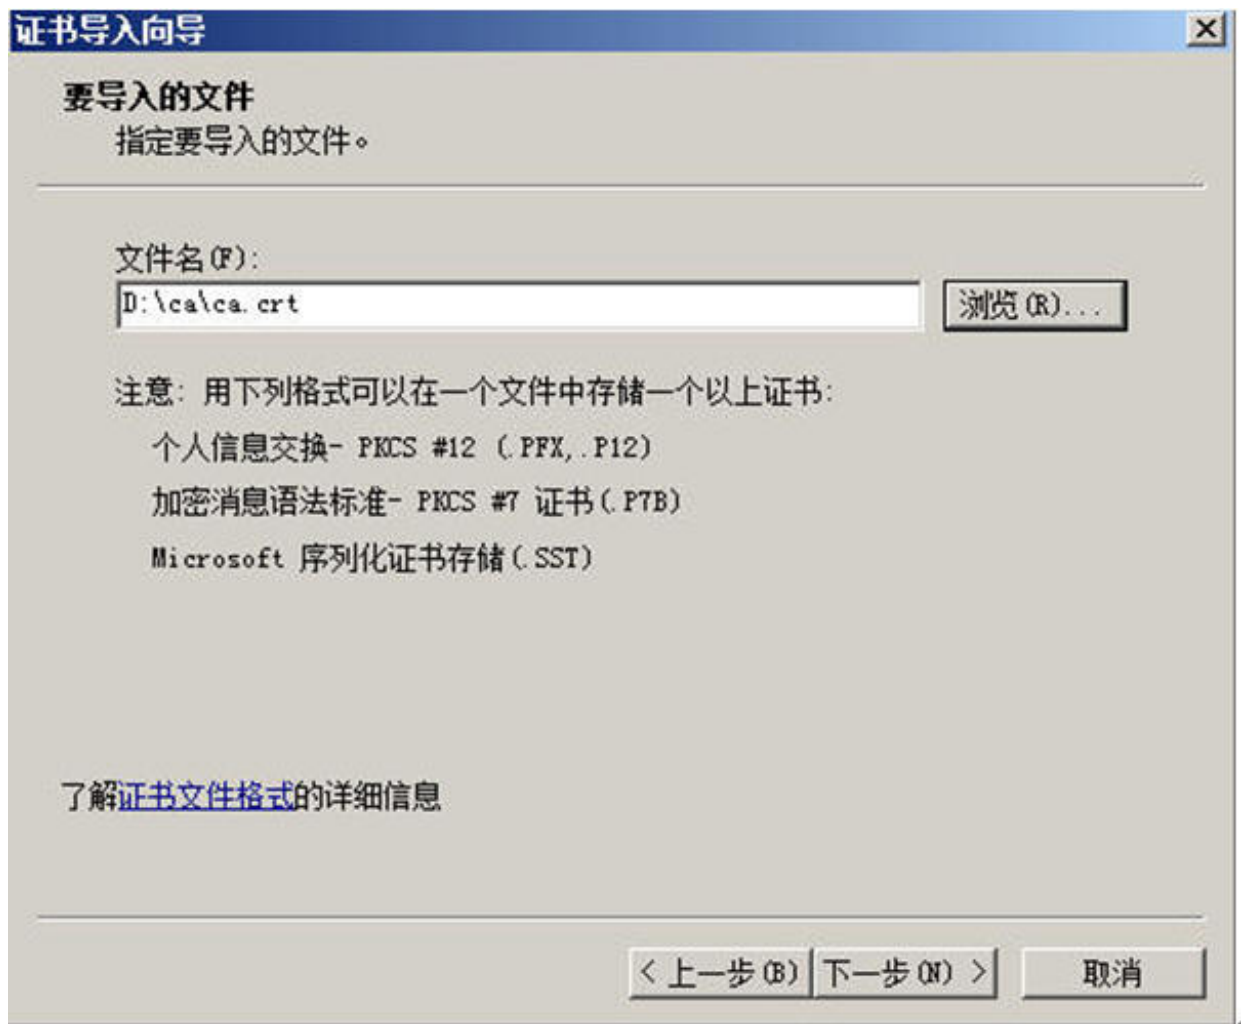 证书导入向导
要导入的文件
指定要导入的文件。
文件名(F):
D:\ca\ca.crt
浏览(R)...
注意: 用下列格式可以在一个文件中存储一个以上证书:
个人信息交换- PKCS #12 (.PFX,.P12)
加密消息语法标准- PKCS #7 证书(.P7B)
Microsoft 序列化证书存储(.SST)
了解证书文件格式的详细信息
< 上一步(B) 下一步(N) > 取消